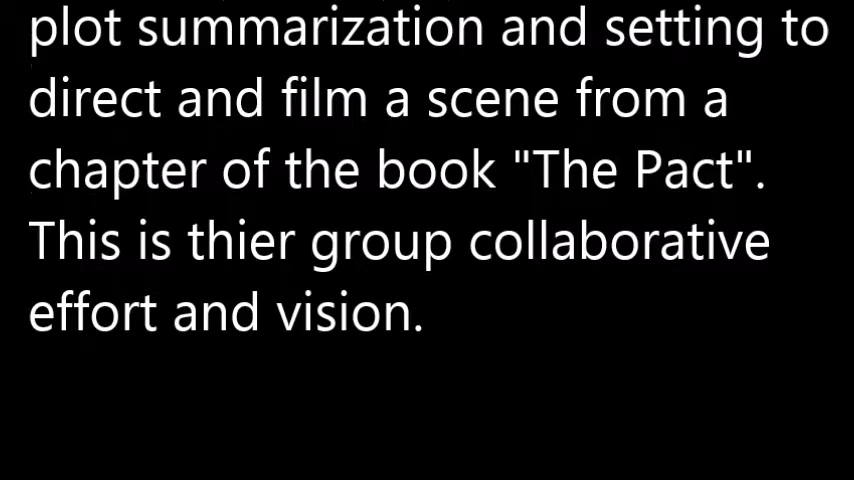 plot summarization and setting to
direct and film a scene from a
chapter of the book "The Pact".
This is thier group collaborative
effort and vision.